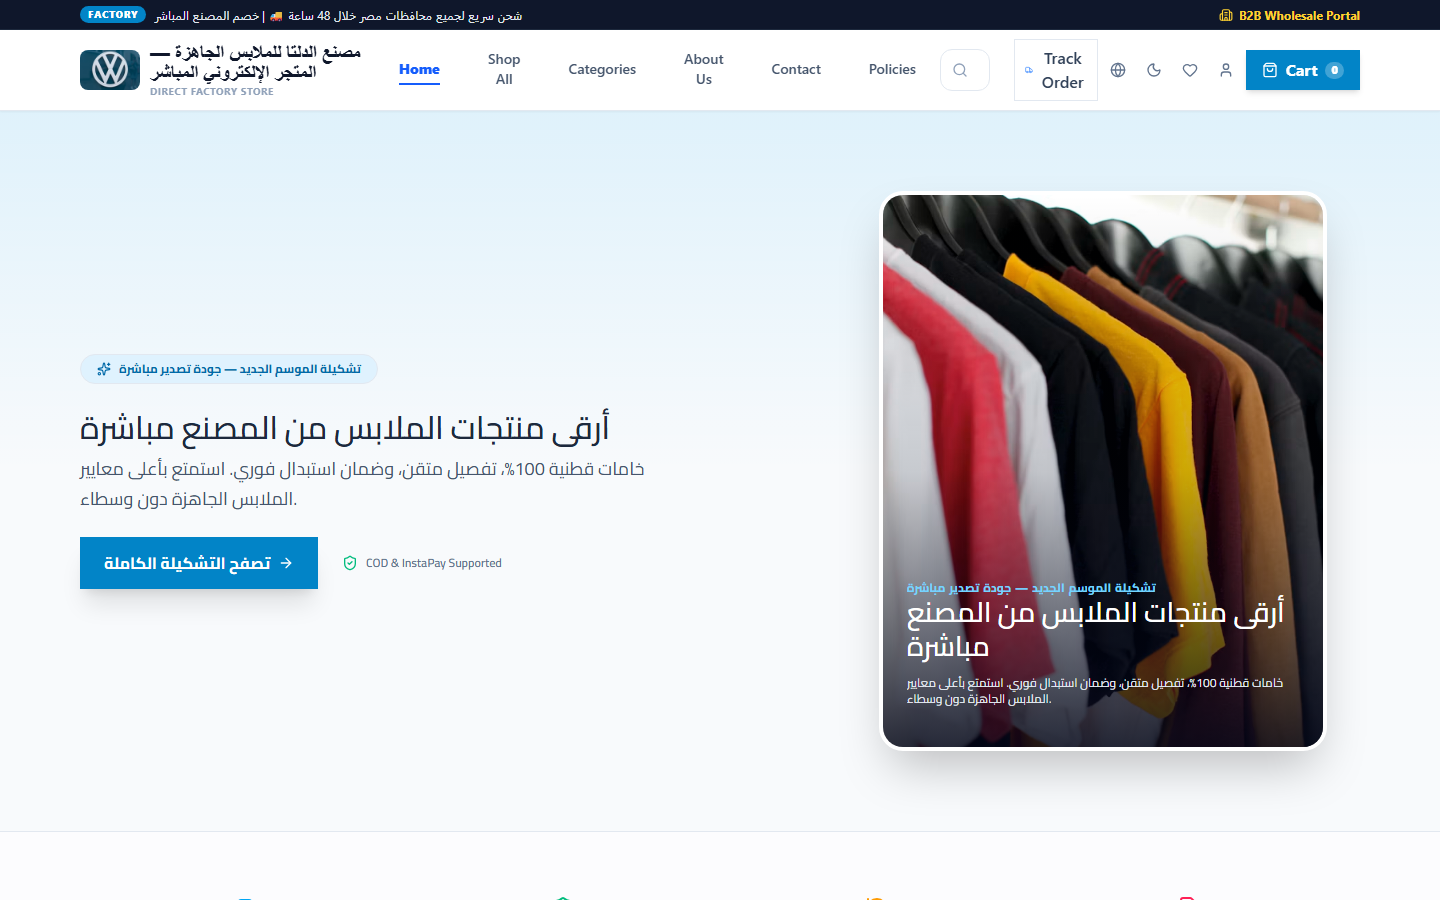 FACTORY
شحن سريع لجميع محافظات مصر خلال 48 ساعة 🚚 | خصم المصنع المباشر
B2B Wholesale Portal
مصنع الدلتا للملابس الجاهزة —
المتجر الإلكتروني المباشر
DIRECT FACTORY STORE
Home
Shop
All
Categories
About
Us
Contact
Policies
Track
Order
Cart 0
تشكيلة الموسم الجديد — جودة تصدير مباشرة
أرقى منتجات الملابس من المصنع مباشرة
خامات قطنية 100%، تفصيل متقن، وضمان استبدال فوري. استمتع بأعلى معايير
الملابس الجاهزة دون وسطاء.
تصفح التشكيلة الكاملة
COD & InstaPay Supported
تشكيلة الموسم الجديد — جودة تصدير مباشرة
أرقى منتجات الملابس من المصنع
مباشرة
خامات قطنية 100%، تفصيل متقن، وضمان استبدال فوري. استمتع بأعلى معايير
الملابس الجاهزة دون وسطاء.